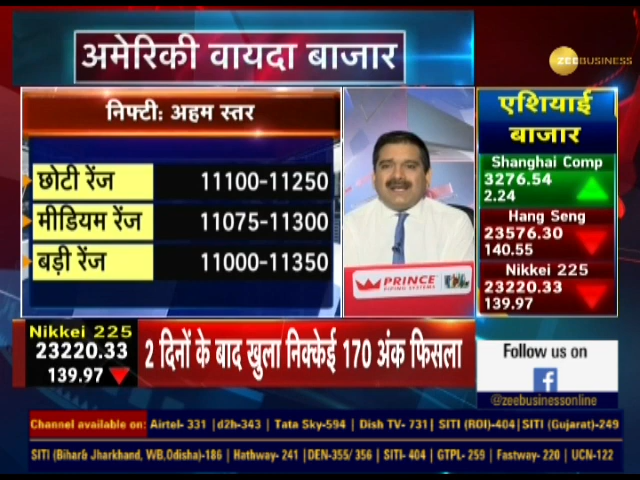 अमेरिकी वायदा बाजार
ZEEBUSINESS
निफ्टी: अहम स्तर
छोटी रेंज 11100-11250
मीडियम रेंज 11075-11300
बड़ी रेंज 11000-11350
PRINCE
PIPING SYSTEMS
एशियाई
बाजार
Shanghai Comp
3276.54
2.24
Hang Seng
23576.30
140.55
Nikkei 225
23220.33
139.97
Nikkei 225
23220.33
139.97
2 दिनों के बाद खुला निक्केई 170 अंक फिसला
Follow us on
f
@zeebusinessonline
Channel available on: Airtel- 331 |d2h-343 | Tata Sky-594 | Dish TV- 731| SITI (ROI)-404|SITI (Gujarat)-249
SITI (Bihar& Jharkhand, WB,Odisha)-186 | Hathway- 241 |DEN-355/ 356 | SITI- 404 | GTPL- 259 | Fastway- 220 | UCN-122